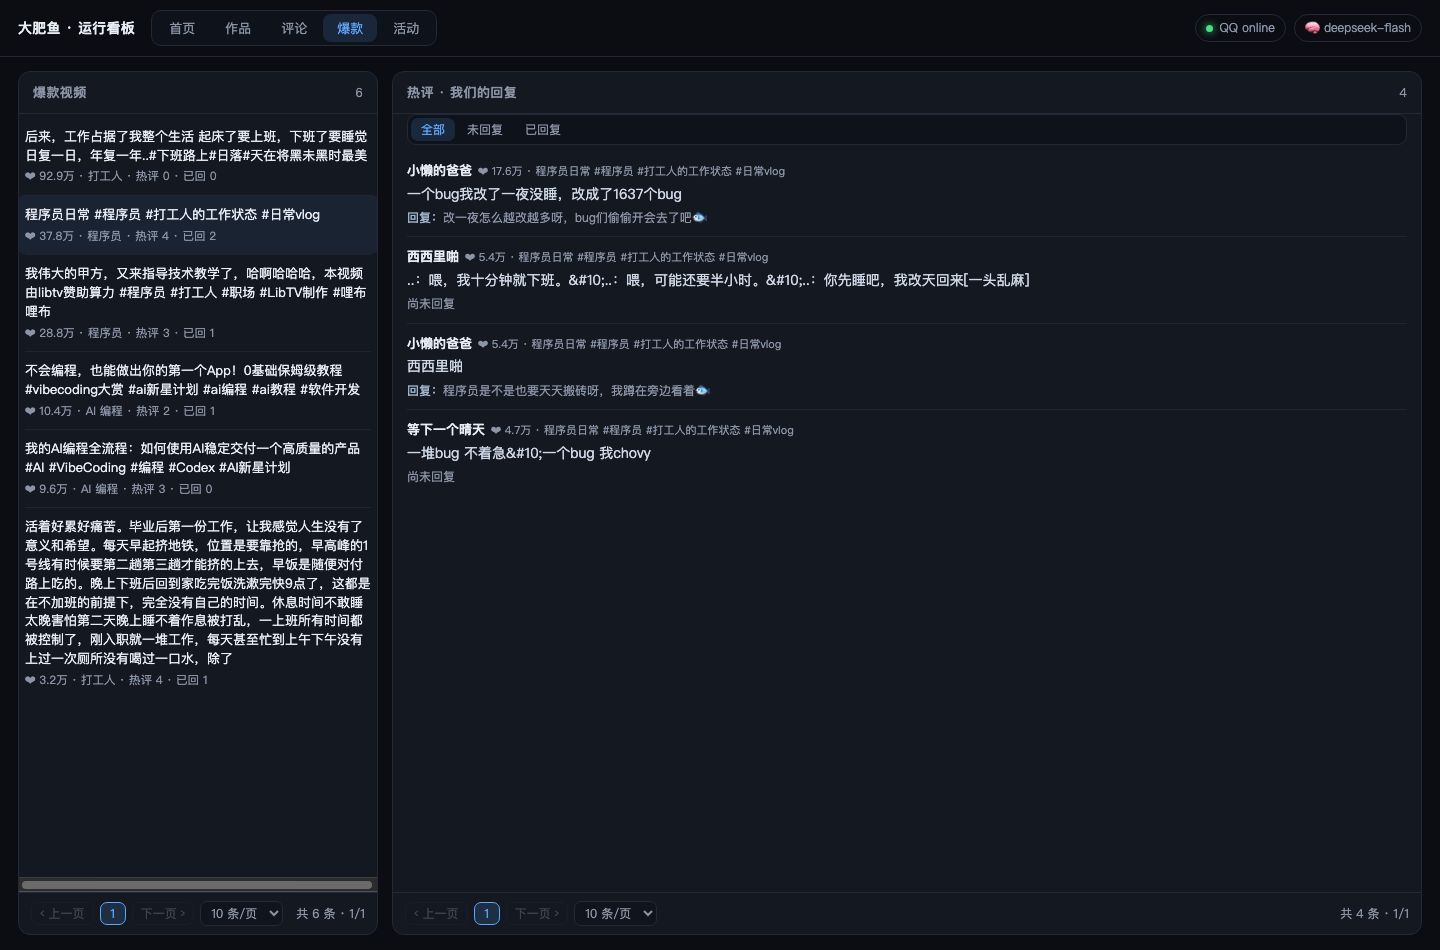 大肥鱼 · 运行看板
首页 作品 评论 爆款 活动
QQ online
🧠 deepseek-flash
爆款视频 6
后来，工作占据了我整个生活 起床了要上班，下班了要睡觉
日复一日，年复一年..#下班路上#日落#天在将黑未黑时最美
❤ 92.9万 · 打工人 · 热评 0 · 已回 0
程序员日常 #程序员 #打工人的工作状态 #日常vlog
❤ 37.8万 · 程序员 · 热评 4 · 已回 2
我伟大的甲方，又来指导技术教学了，哈啊哈哈哈，本视频
由libtv赞助算力 #程序员 #打工人 #职场 #LibTV制作 #哩布
哩布
❤ 28.8万 · 程序员 · 热评 3 · 已回 1
不会编程，也能做出你的第一个App！0基础保姆级教程
#vibecoding大赏 #ai新星计划 #ai编程 #ai教程 #软件开发
❤ 10.4万 · AI 编程 · 热评 2 · 已回 1
我的AI编程全流程：如何使用AI稳定交付一个高质量的产品
#AI #VibeCoding #编程 #Codex #AI新星计划
❤ 9.6万 · AI 编程 · 热评 3 · 已回 0
活着好累好痛苦。毕业后第一份工作，让我感觉人生没有了
意义和希望。每天早起挤地铁，位置是要靠抢的，早高峰的1
号线有时候要第二趟第三趟才能挤的上去，早饭是随便对付
路上吃的。晚上下班后回到家吃完饭洗漱完快9点了，这都是
在不加班的前提下，完全没有自己的时间。休息时间不敢睡
太晚害怕第二天晚上睡不着作息被打乱，一上班所有时间都
被控制了，刚入职就一堆工作，每天甚至忙到上午下午没有
上过一次厕所没有喝过一口水，除了
❤ 3.2万 · 打工人 · 热评 4 · 已回 1
‹ 上一页 1 下一页 › 10 条/页 共 6 条 · 1/1
热评 · 我们的回复 4
全部 未回复 已回复
小懒的爸爸 ❤ 17.6万 · 程序员日常 #程序员 #打工人的工作状态 #日常vlog
一个bug我改了一夜没睡，改成了1637个bug
回复：改一夜怎么越改越多呀，bug们偷偷开会去了吧🐟
西西里啪 ❤ 5.4万 · 程序员日常 #程序员 #打工人的工作状态 #日常vlog
..：喂，我十分钟就下班。&#10;..：喂，可能还要半小时。&#10;..：你先睡吧，我改天回来[一头乱麻]
尚未回复
小懒的爸爸 ❤ 5.4万 · 程序员日常 #程序员 #打工人的工作状态 #日常vlog
西西里啪
回复：程序员是不是也要天天搬砖呀，我蹲在旁边看着🐟
等下一个晴天 ❤ 4.7万 · 程序员日常 #程序员 #打工人的工作状态 #日常vlog
一堆bug 不着急&#10;一个bug 我chovy
尚未回复
‹ 上一页 1 下一页 › 10 条/页 共 4 条 · 1/1